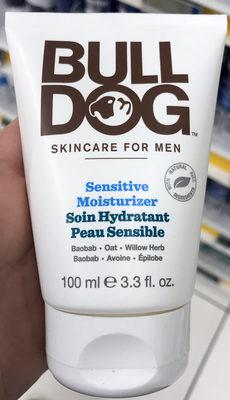 BULL
DOG™
SKINCARE FOR MEN
Sensitive
Moisturizer
Soin Hydratant
Peau Sensible
Baobab • Oat • Willow Herb
Baobab • Avoine • Épilobe
100 ml ℮ 3.3 fl. oz.